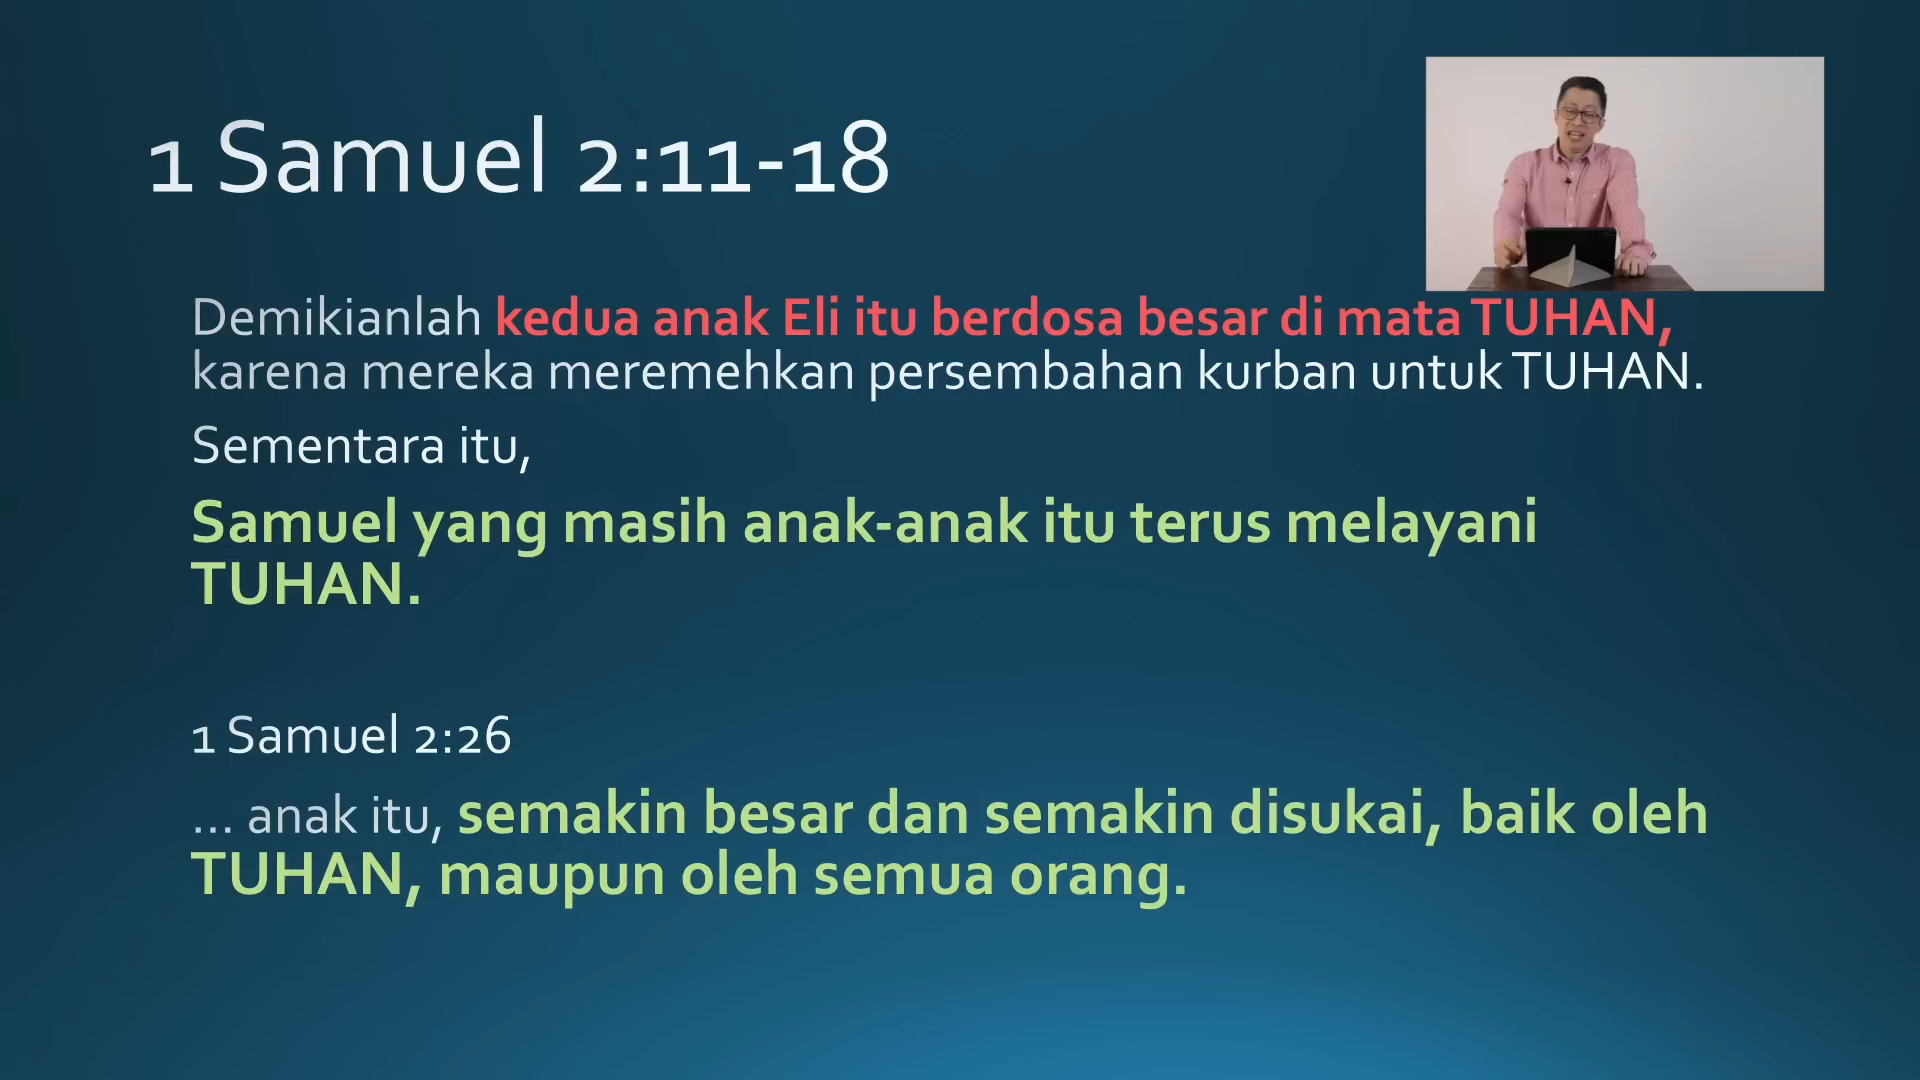 1 Samuel 2:11-18
Demikianlah kedua anak Eli itu berdosa besar di mata TUHAN,
karena mereka meremehkan persembahan kurban untuk TUHAN.
Sementara itu,
Samuel yang masih anak-anak itu terus melayani
TUHAN.
1 Samuel 2:26
... anak itu, semakin besar dan semakin disukai, baik oleh
TUHAN, maupun oleh semua orang.